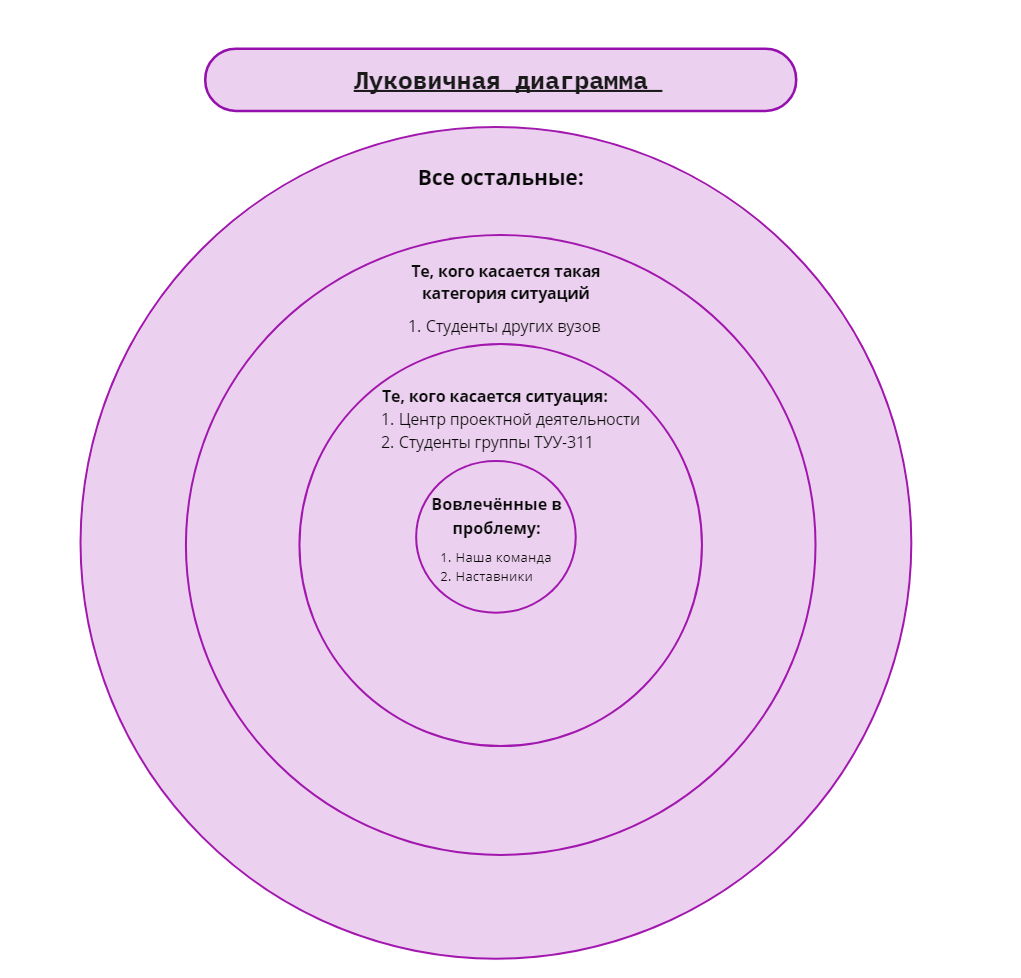 Луковичная диаграмма
Все остальные:
Те, кого касается такая
категория ситуаций
1. Студенты других вузов
Те, кого касается ситуация:
1. Центр проектной деятельности
2. Студенты группы ТУУ-311
Вовлечённые в
проблему:
1. Наша команда
2. Наставники